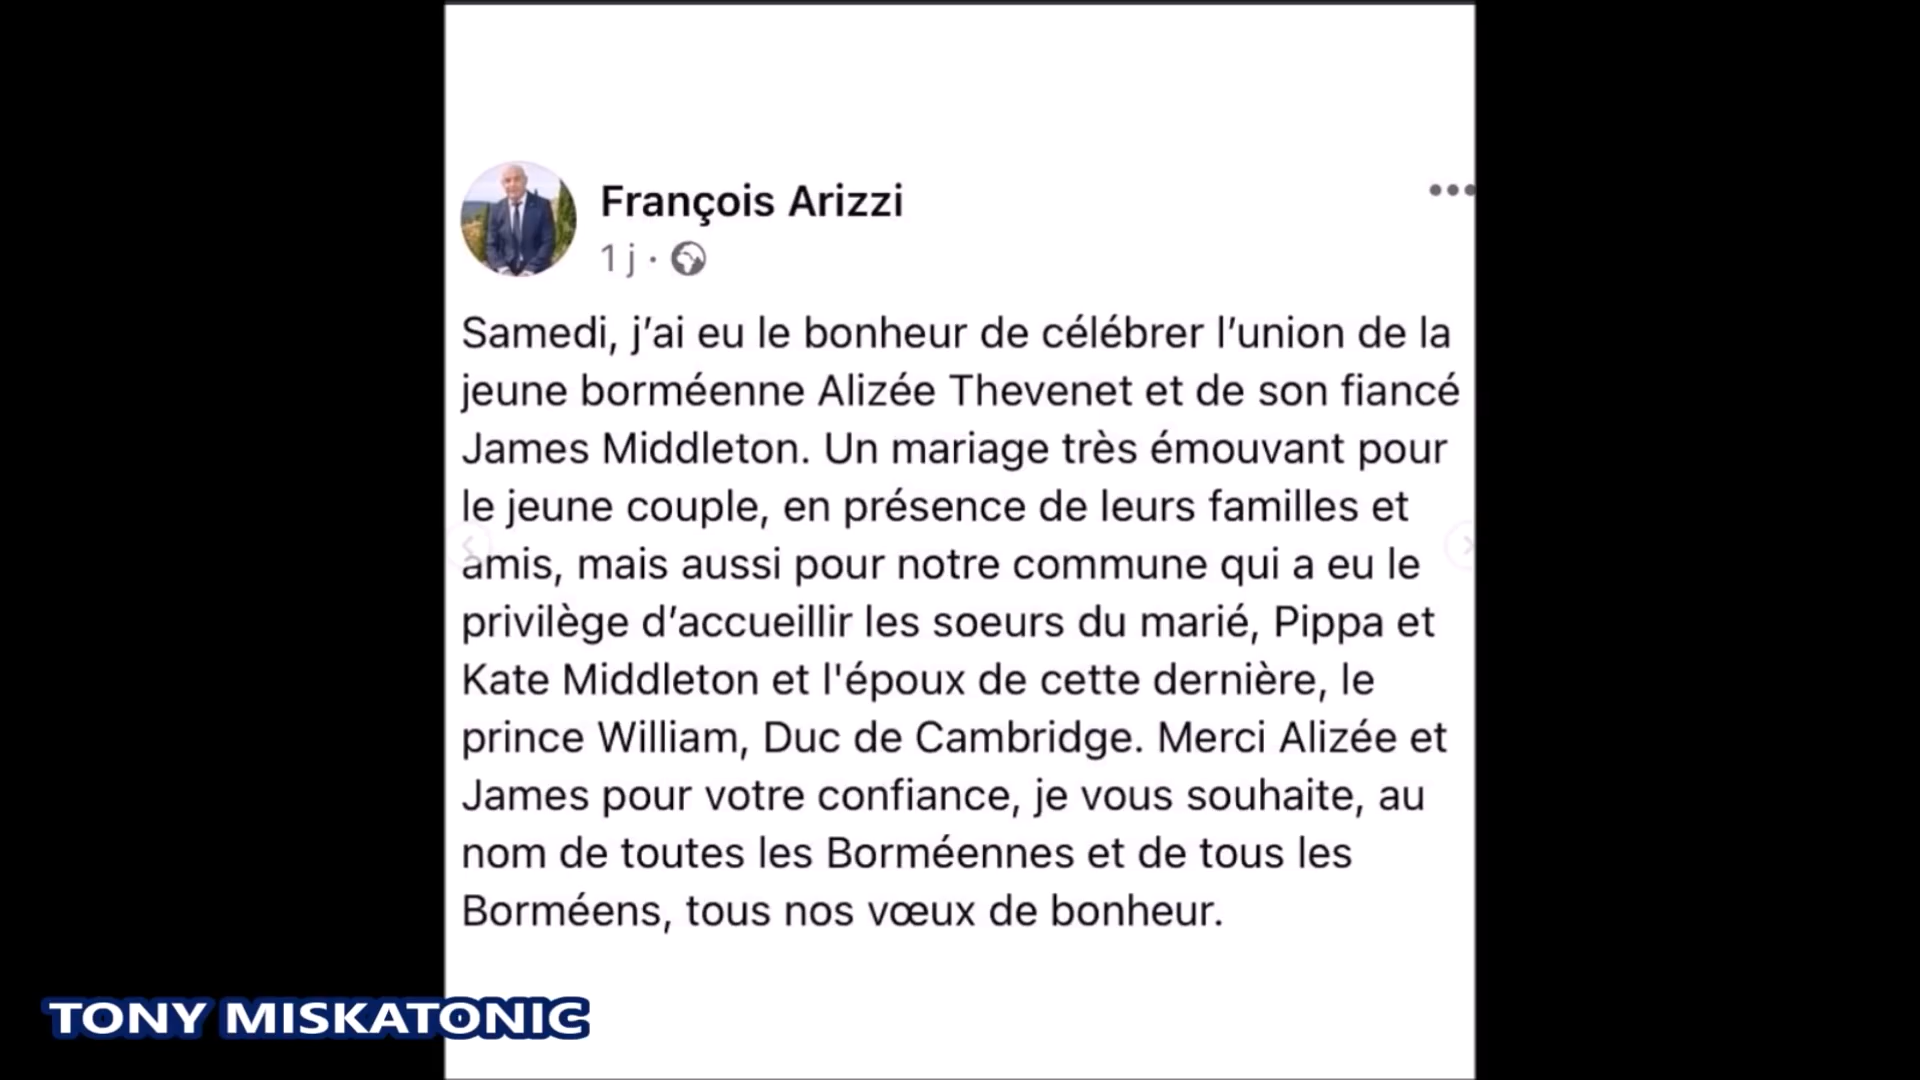 François Arizzi
1 j ·
Samedi, j’ai eu le bonheur de célébrer l’union de la
jeune borméenne Alizée Thevenet et de son fiancé
James Middleton. Un mariage très émouvant pour
le jeune couple, en présence de leurs familles et
amis, mais aussi pour notre commune qui a eu le
privilège d’accueillir les soeurs du marié, Pippa et
Kate Middleton et l'époux de cette dernière, le
prince William, Duc de Cambridge. Merci Alizée et
James pour votre confiance, je vous souhaite, au
nom de toutes les Borméennes et de tous les
Borméens, tous nos vœux de bonheur.
TONY MISKATONIC